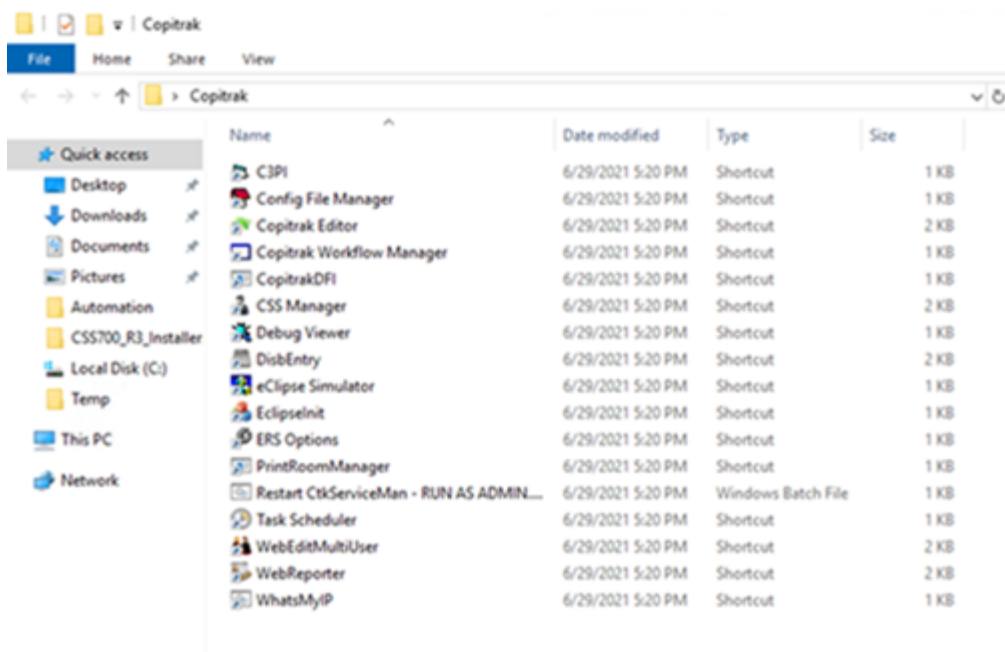 Copitrak
File Home Share View
Copitrak
Name Date modified Type Size
Quick access
Desktop
Downloads
Documents
Pictures
Automation
CSS700_R3_Installer
Local Disk (C:)
Temp
This PC
Network
C3PI 6/29/2021 5:20 PM Shortcut 1 KB
Config File Manager 6/29/2021 5:20 PM Shortcut 1 KB
Copitrak Editor 6/29/2021 5:20 PM Shortcut 2 KB
Copitrak Workflow Manager 6/29/2021 5:20 PM Shortcut 1 KB
CopitrakDFI 6/29/2021 5:20 PM Shortcut 1 KB
CSS Manager 6/29/2021 5:20 PM Shortcut 2 KB
Debug Viewer 6/29/2021 5:20 PM Shortcut 1 KB
DisbEntry 6/29/2021 5:20 PM Shortcut 2 KB
eClipse Simulator 6/29/2021 5:20 PM Shortcut 1 KB
EclipseInit 6/29/2021 5:20 PM Shortcut 1 KB
ERS Options 6/29/2021 5:20 PM Shortcut 1 KB
PrintRoomManager 6/29/2021 5:20 PM Shortcut 1 KB
Restart CtkServiceMan - RUN AS ADMIN.... 6/29/2021 5:20 PM Windows Batch File 1 KB
Task Scheduler 6/29/2021 5:20 PM Shortcut 1 KB
WebEditMultiUser 6/29/2021 5:20 PM Shortcut 2 KB
WebReporter 6/29/2021 5:20 PM Shortcut 2 KB
WhatsMyIP 6/29/2021 5:20 PM Shortcut 1 KB